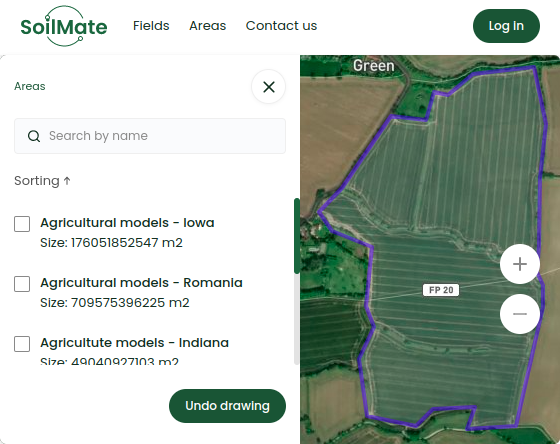 SoilMate
Fields
Areas
Contact us
Log In
Areas
Search by name
Sorting ↑
Agricultural models - Iowa
Size: 176051852547 m2
Agricultural models - Romania
Size: 709575396225 m2
Agricultute models - Indiana
Size: 49040927103 m2
Undo drawing
Green
FP 20